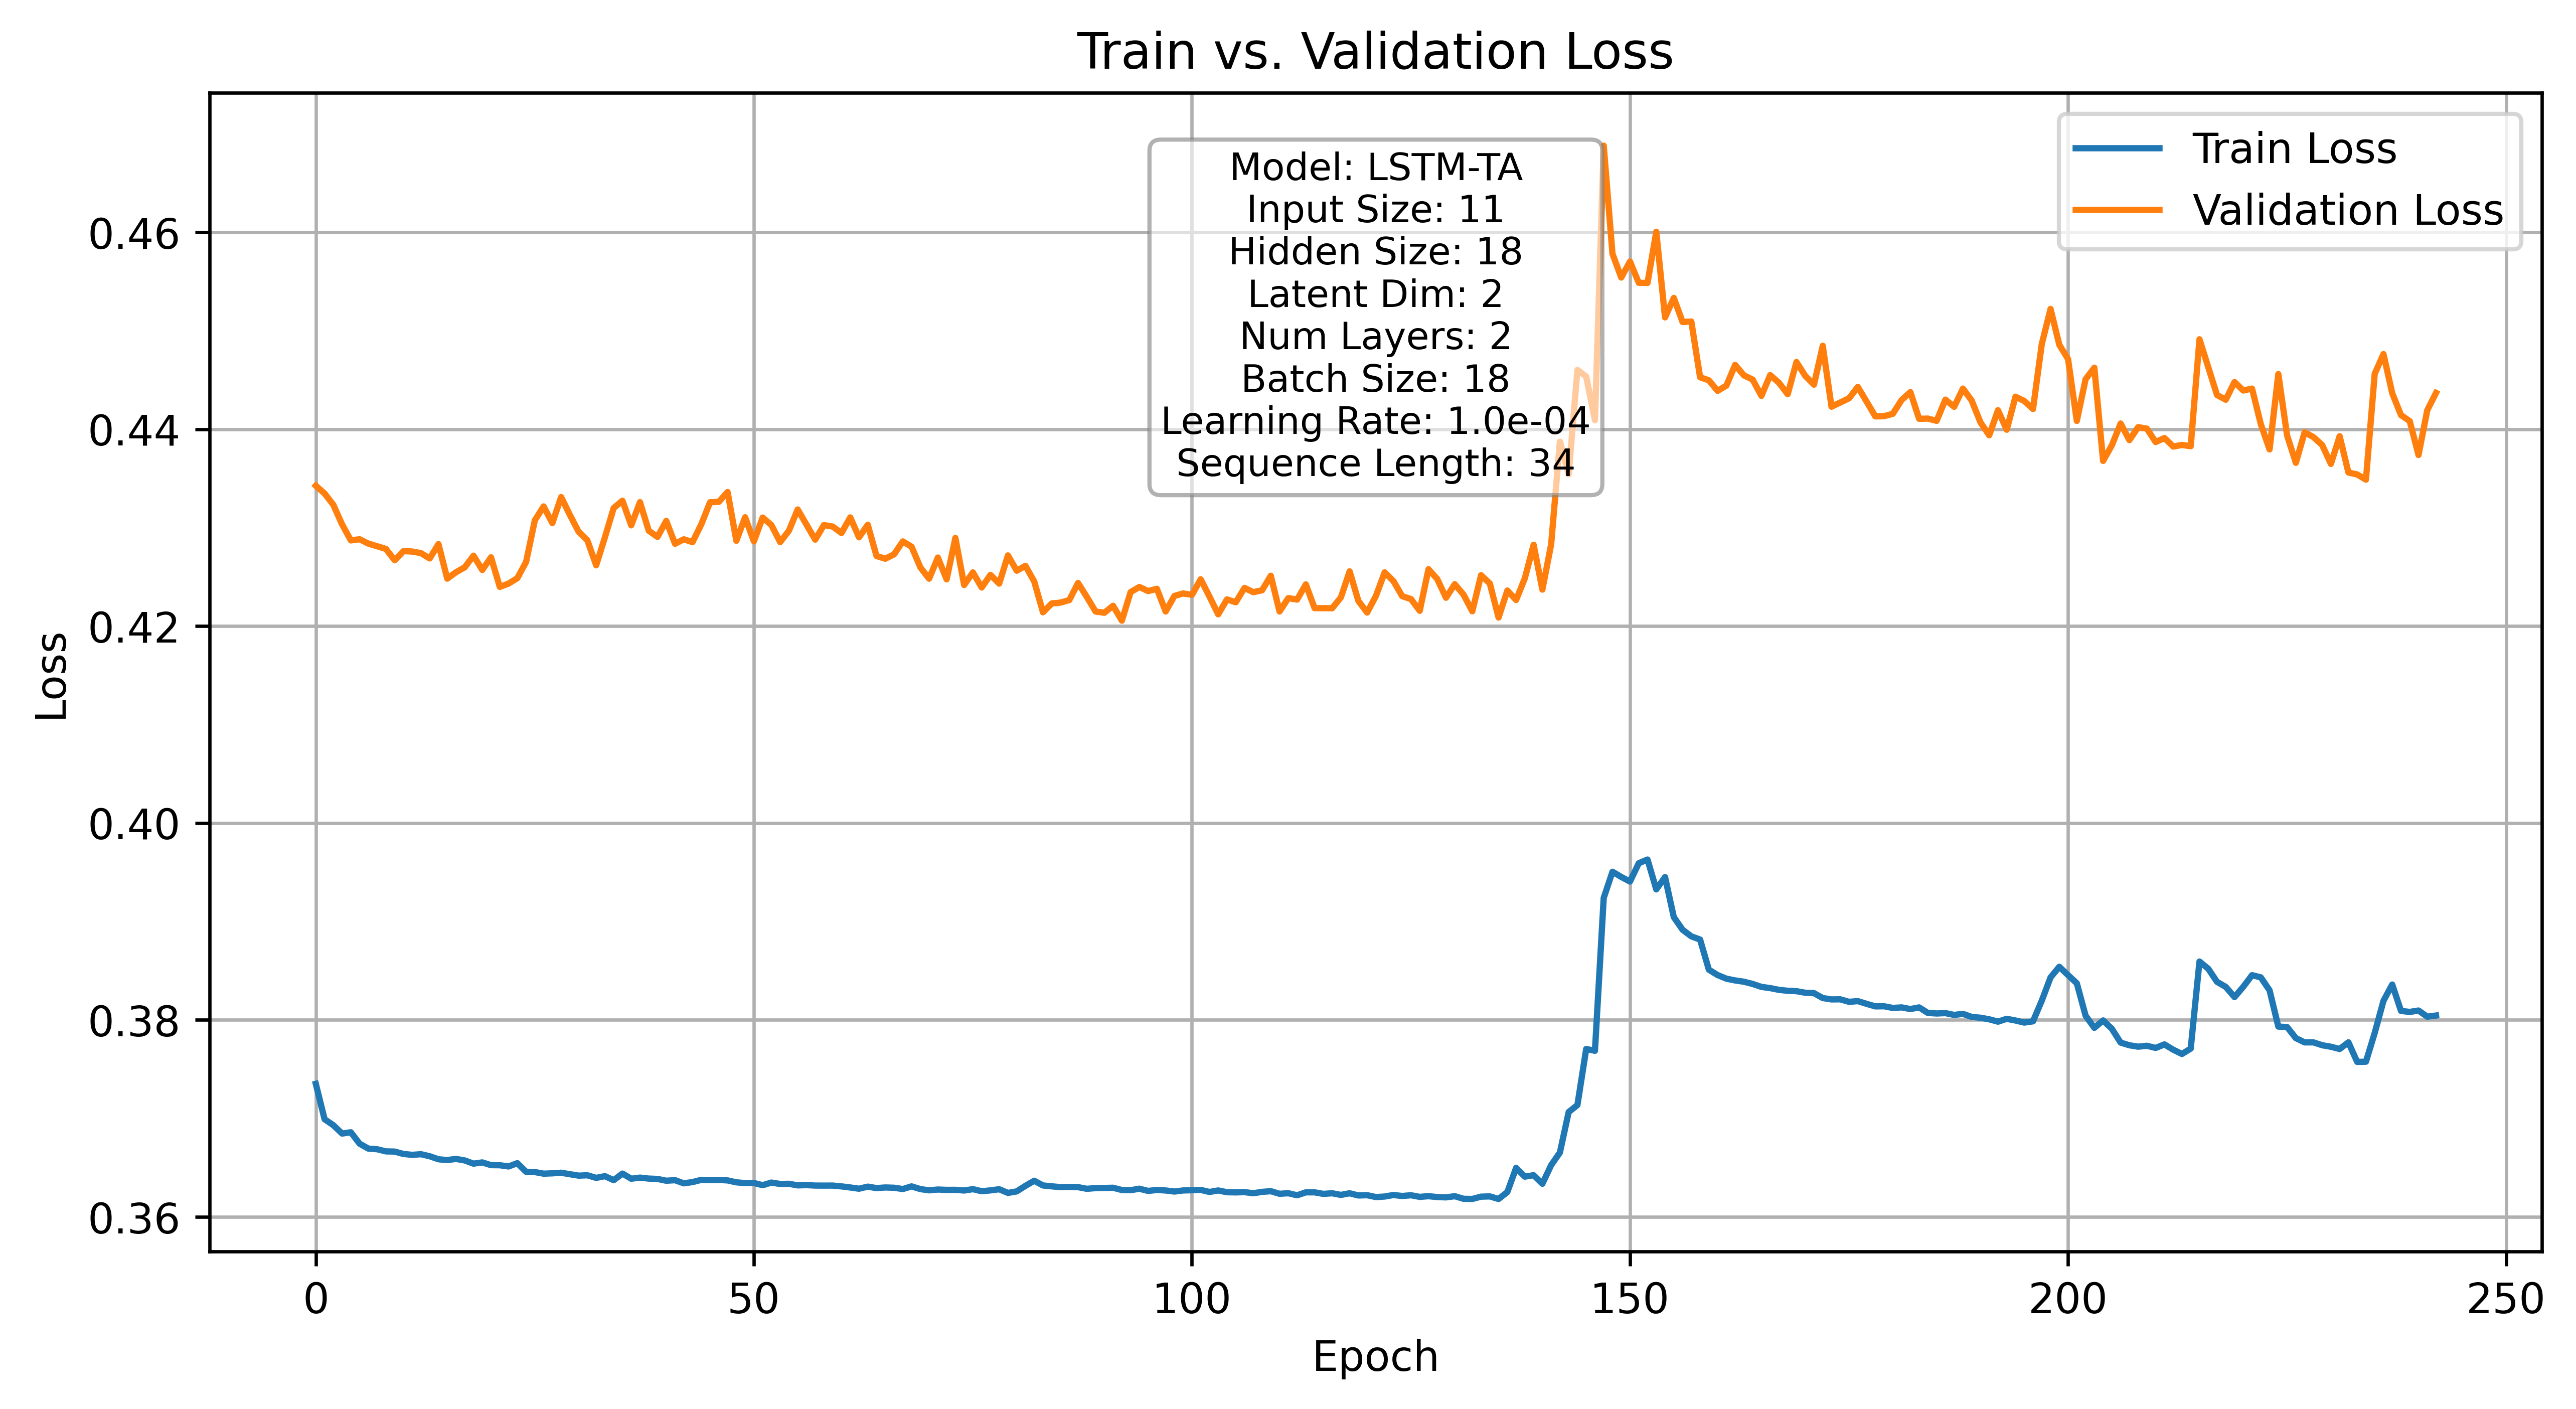 Train vs. Validation Loss
Train Loss
Validation Loss
Model: LSTM-TA
Input Size: 11
Hidden Size: 18
Latent Dim: 2
Num Layers: 2
Batch Size: 18
Learning Rate: 1.0e-04
Sequence Length: 34
Loss
0.46
0.44
0.42
0.40
0.38
0.36
0 50 100 150 200 250
Epoch